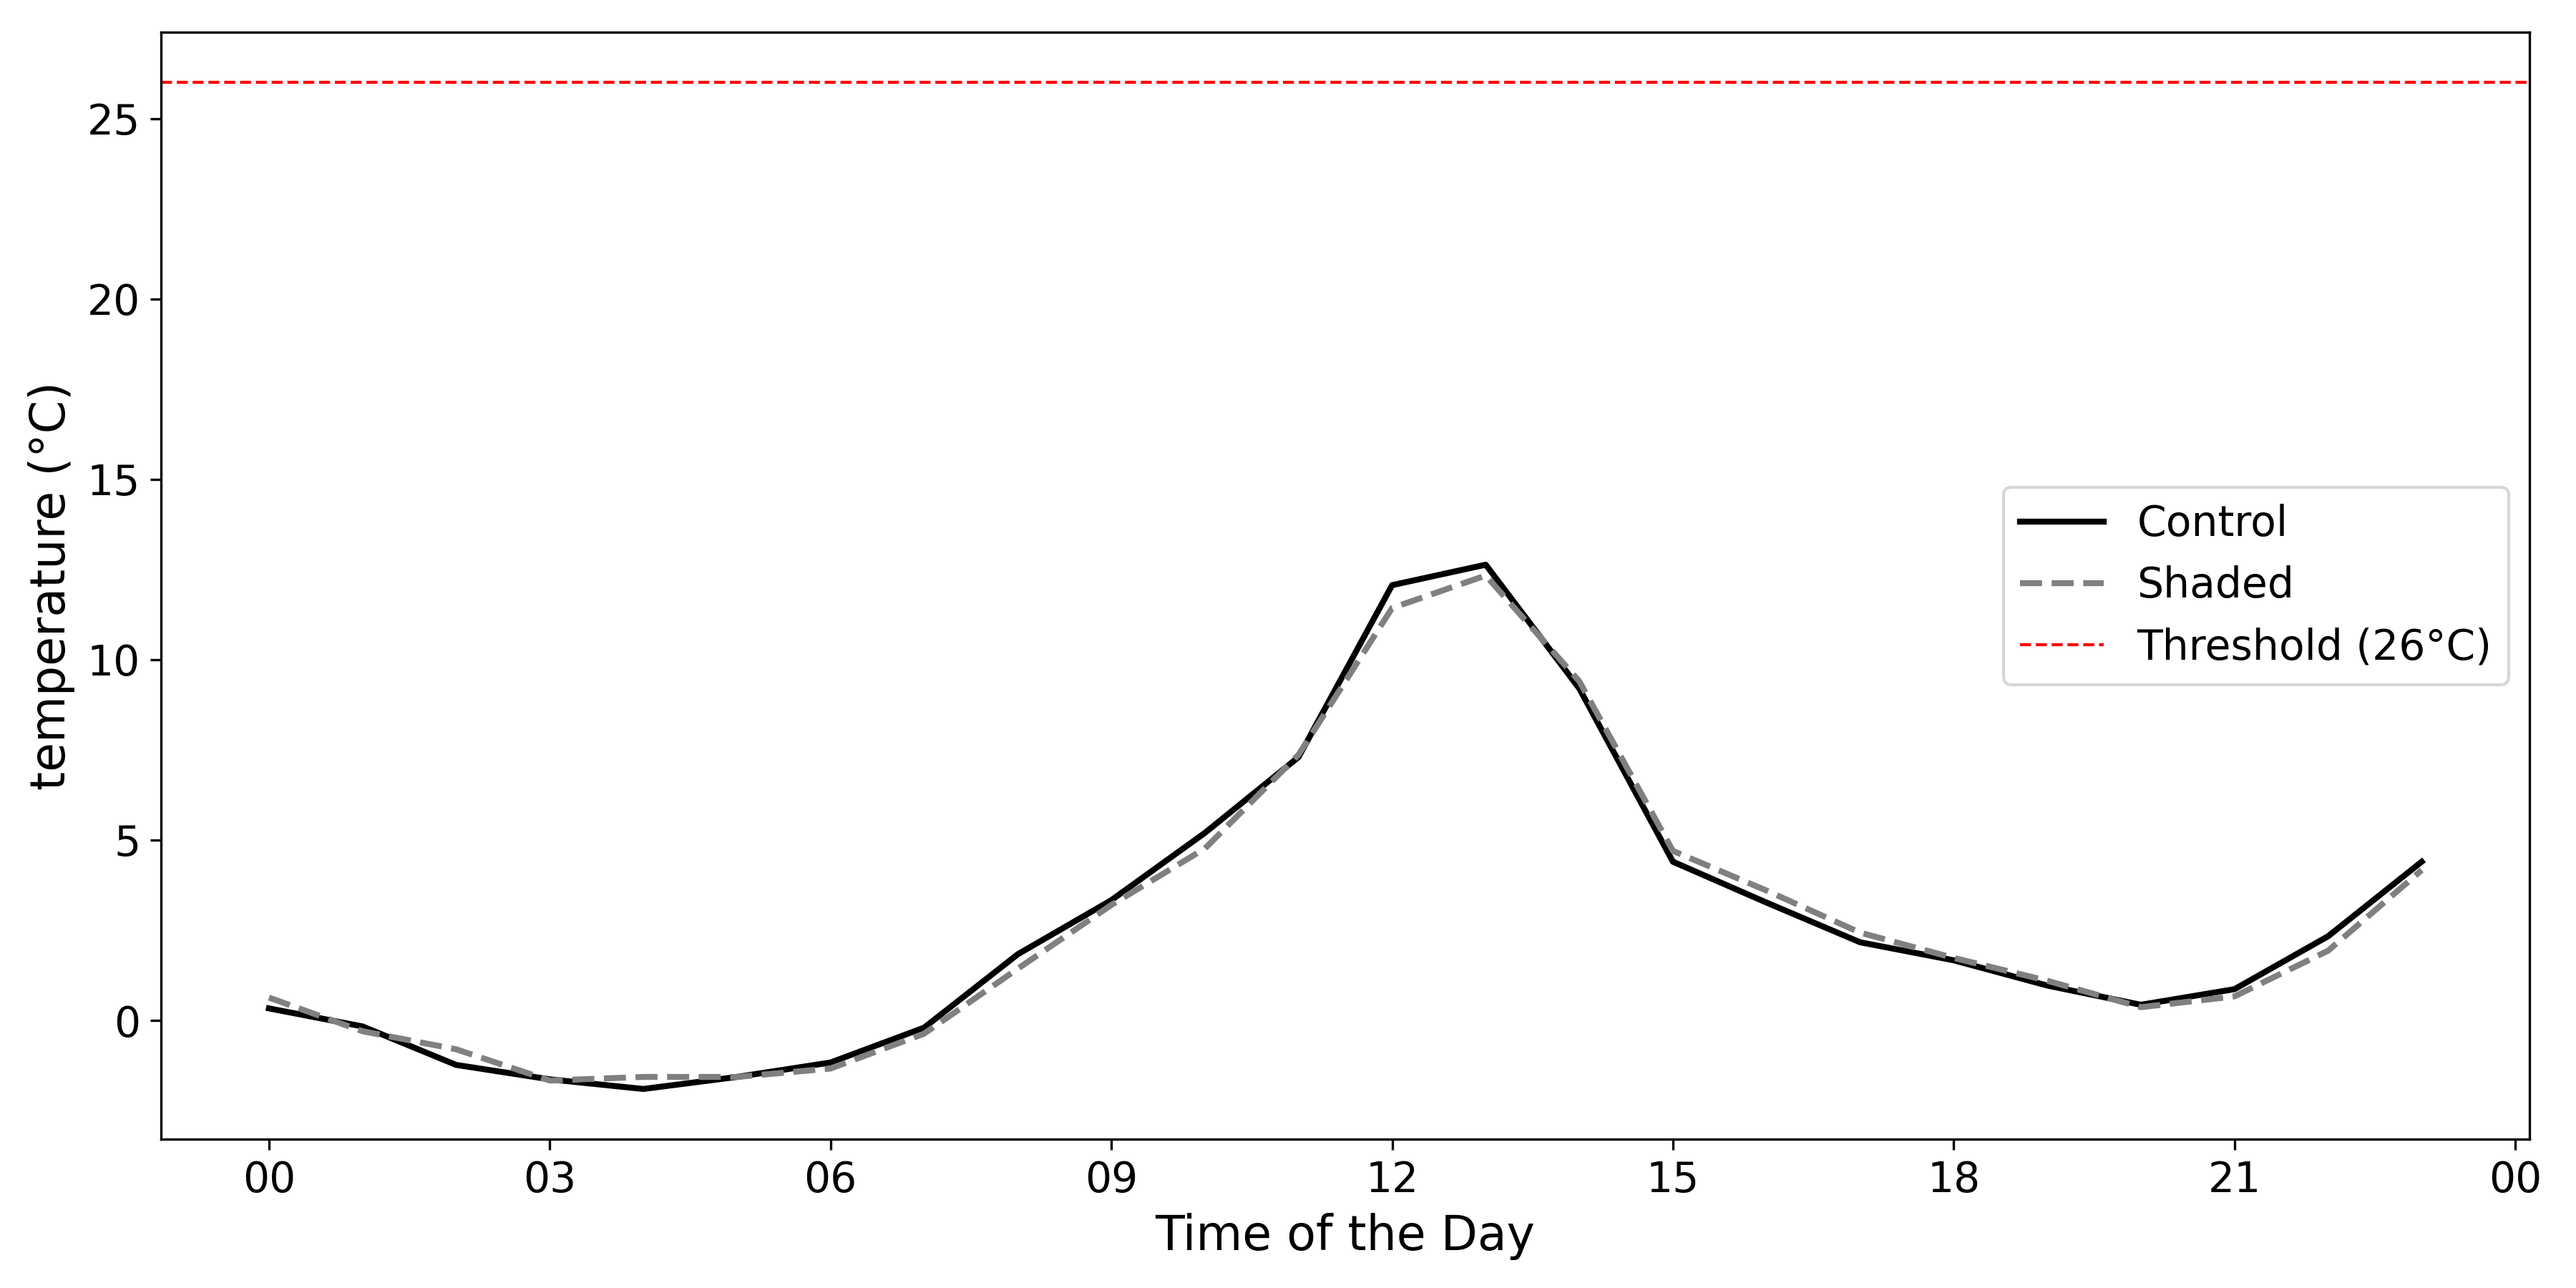 25
20
15
10
5
0
temperature (°C)
Control
Shaded
Threshold (26°C)
00 03 06 09 12 15 18 21 00
Time of the Day